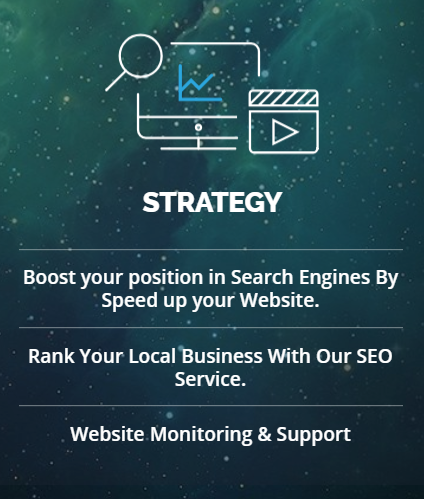 STRATEGY
Boost your position in Search Engines By
Speed up your Website.
Rank Your Local Business With Our SEO
Service.
Website Monitoring & Support